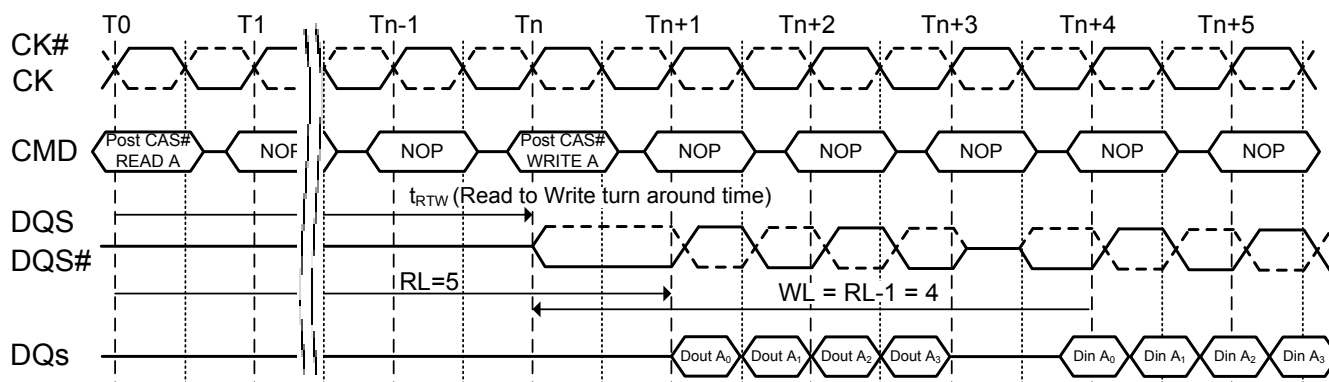 T0 T1 Tn-1 Tn Tn+1 Tn+2 Tn+3 Tn+4 Tn+5
CK#
CK
CMD
Post CAS#
READ A
NOP
NOP
Post CAS#
WRITE A
NOP
NOP
NOP
NOP
NOP
tRTW (Read to Write turn around time)
DQS
DQS#
RL=5
WL = RL-1 = 4
DQs
Dout A0 Dout A1 Dout A2 Dout A3 Din A0 Din A1 Din A2 Din A3